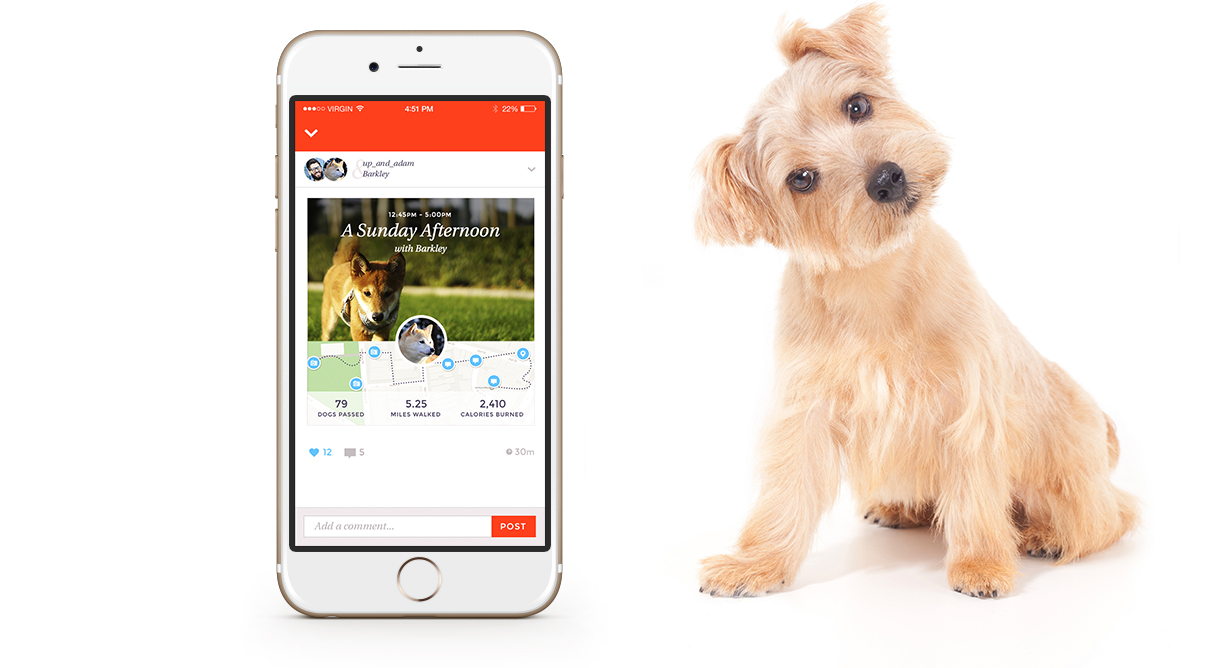 VIRGIN
4:51 PM
22%
up_and_adam
&
Barkley
12:45PM - 5:00PM
A Sunday Afternoon
with Barkley
79
DOGS PASSED
5.25
MILES WALKED
2,410
CALORIES BURNED
12
5
30m
Add a comment...
POST